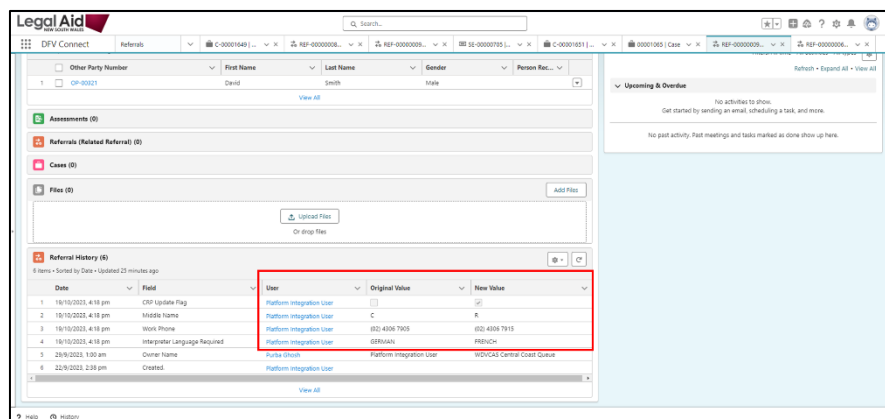 Legal Aid
NEW SOUTH WALES
Search...
DFV Connect
Referrals
C-00001649 | ...
REF-00000008...
REF-00000009...
SE-00000705 | ...
C-00001651 | ...
00001065 | Case
REF-00000009...
REF-00000006...
Other Party Number First Name Last Name Gender Person Rec...
1 OP-00321 David Smith Male
View All
Assessments (0)
Referrals (Related Referral) (0)
Cases (0)
Files (0)
Add Files
Upload Files
Or drop files
Referral History (6)
6 items • Sorted by Date • Updated 25 minutes ago
Date Field User Original Value New Value
1 19/10/2023, 4:18 pm CRP Update Flag Platform Integration User
2 19/10/2023, 4:18 pm Middle Name Platform Integration User C R
3 19/10/2023, 4:18 pm Work Phone Platform Integration User (02) 4306 7905 (02) 4306 7915
4 19/10/2023, 4:18 pm Interpreter Language Required Platform Integration User GERMAN FRENCH
5 29/9/2023, 1:00 am Owner Name Purba Ghosh Platform Integration User WDVCAS Central Coast Queue
6 22/9/2023, 2:38 pm Created. Platform Integration User
View All
Refresh • Expand All • View All
Upcoming & Overdue
No activities to show.
Get started by sending an email, scheduling a task, and more.
No past activity. Past meetings and tasks marked as done show up here.
Help
History